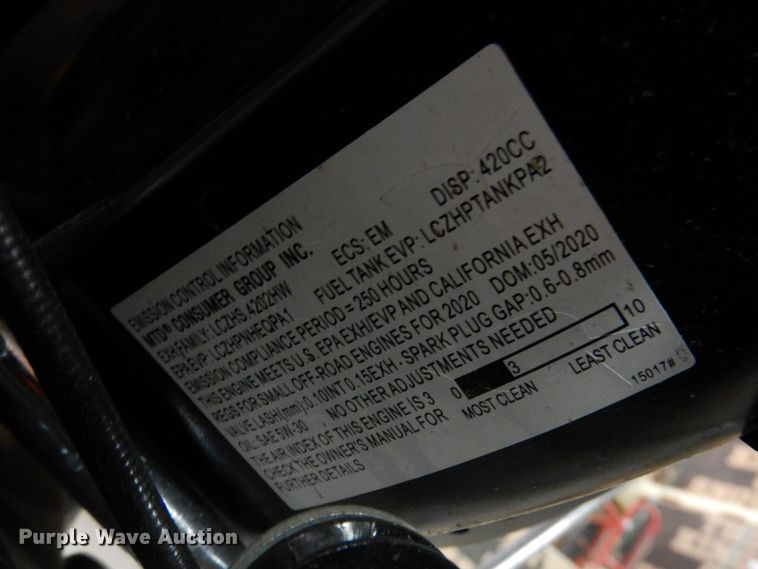 EMISSION CONTROL INFORMATION
MTD® CONSUMER GROUP INC.
EXH FAMILY: LCZHS.4202HW ECS: EM DISP: 420CC
EPA EVP: LCZHPNHEQPA1 FUEL TANK EVP: LCZHPTANKPA2
EMISSION COMPLIANCE PERIOD = 250 HOURS
THIS ENGINE MEETS U.S. EPA EXH/EVP AND CALIFORNIA EXH
REGS FOR SMALL OFF-ROAD ENGINES FOR 2020 DOM: 05/2020
VALVE LASH(mm):0.10INT 0.15EXH. SPARK PLUG GAP:0.6-0.8mm
OIL:SAE 5W-30 NO OTHER ADJUSTMENTS NEEDED
THE AIR INDEX OF THIS ENGINE IS 3
CHECK THE OWNER'S MANUAL FOR
FURTHER DETAILS
0 3 10
MOST CLEAN LEAST CLEAN
15017#
Purple Wave Auction